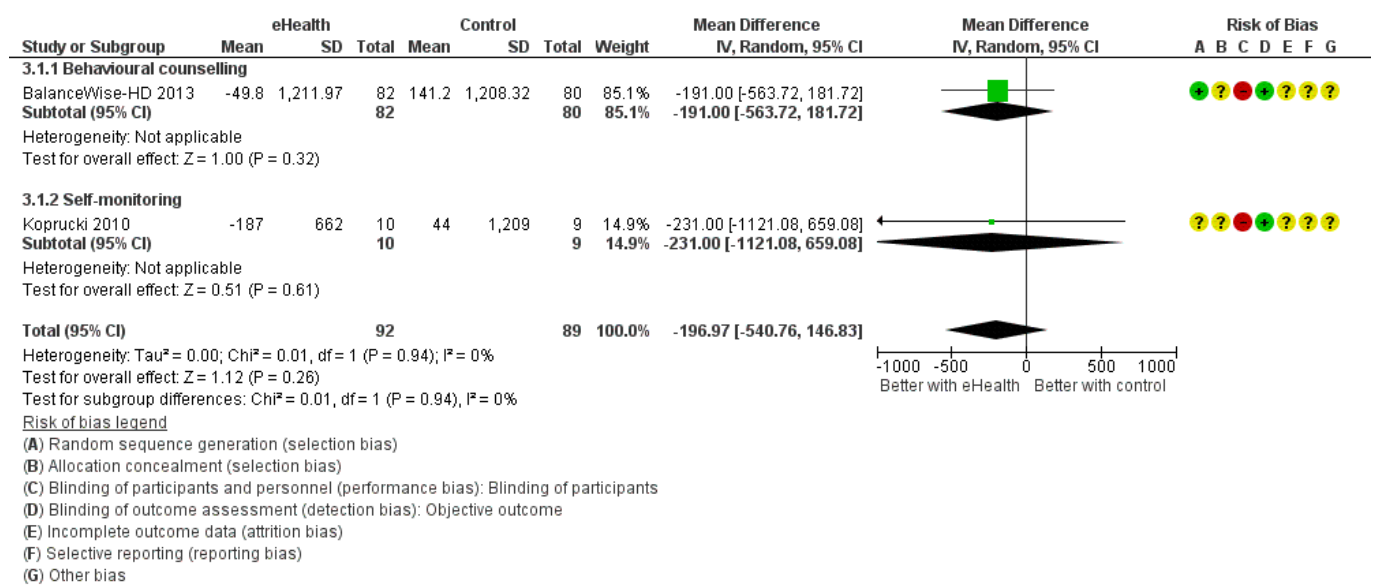 eHealth Control Mean Difference Mean Difference Risk of Bias
Study or Subgroup Mean SD Total Mean SD Total Weight IV, Random, 95% CI IV, Random, 95% CI A B C D E F G
3.1.1 Behavioural counselling
BalanceWise-HD 2013 -49.8 1,211.97 82 141.2 1,208.32 80 85.1% -191.00 [-563.72, 181.72] + ? - + ? ? ?
Subtotal (95% CI) 82 80 85.1% -191.00 [-563.72, 181.72]
Heterogeneity: Not applicable
Test for overall effect: Z = 1.00 (P = 0.32)
3.1.2 Self-monitoring
Koprucki 2010 -187 662 10 44 1,209 9 14.9% -231.00 [-1121.08, 659.08] ? ? - + ? ? ?
Subtotal (95% CI) 10 9 14.9% -231.00 [-1121.08, 659.08]
Heterogeneity: Not applicable
Test for overall effect: Z = 0.51 (P = 0.61)
Total (95% CI) 92 89 100.0% -196.97 [-540.76, 146.83]
Heterogeneity: Tau² = 0.00; Chi² = 0.01, df = 1 (P = 0.94); I² = 0%
Test for overall effect: Z = 1.12 (P = 0.26)
Test for subgroup differences: Chi² = 0.01, df = 1 (P = 0.94), I² = 0%
-1000 -500 0 500 1000
Better with eHealth Better with control
Risk of bias legend
(A) Random sequence generation (selection bias)
(B) Allocation concealment (selection bias)
(C) Blinding of participants and personnel (performance bias): Blinding of participants
(D) Blinding of outcome assessment (detection bias): Objective outcome
(E) Incomplete outcome data (attrition bias)
(F) Selective reporting (reporting bias)
(G) Other bias